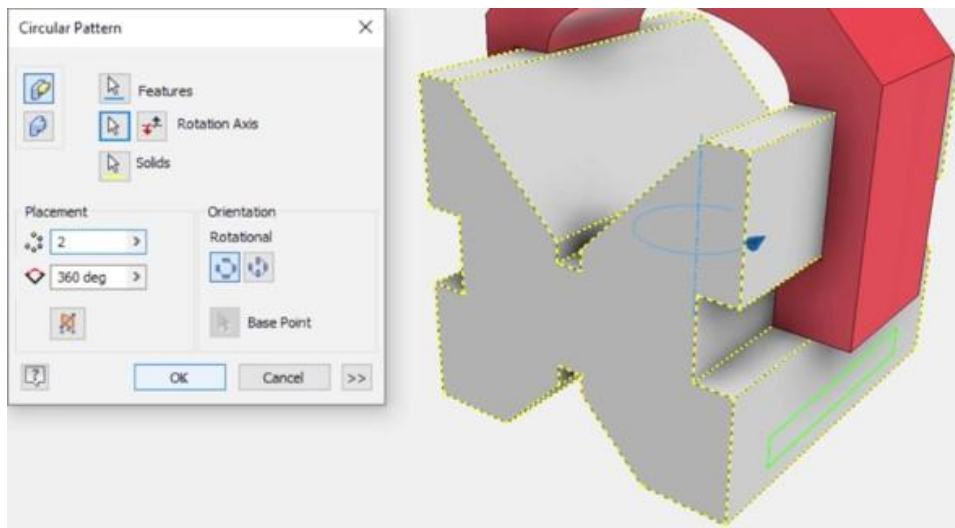 Circular Pattern
Features
Rotation Axis
Solids
Placement
2
360 deg
Orientation
Rotational
Base Point
OK
Cancel
>>